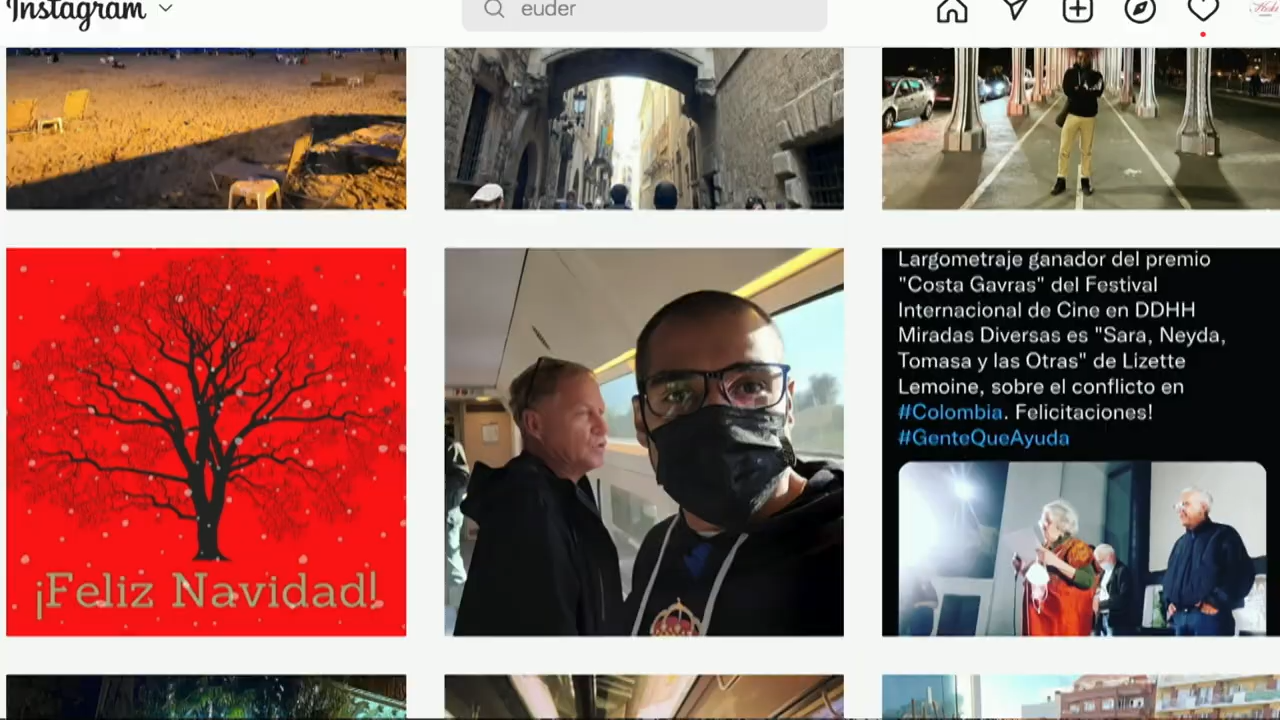 Instagram
euder
Largometraje ganador del premio
"Costa Gavras" del Festival
Internacional de Cine en DDHH
Miradas Diversas es "Sara, Neyda,
Tomasa y las Otras" de Lizette
Lemoine, sobre el conflicto en
#Colombia. Felicitaciones!
#GenteQueAyuda
¡Feliz Navidad!